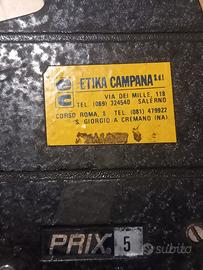 ac ETIKA CAMPANA S.r.l.
VIA DEI MILLE, 118
TEL. (089) 324540 SALERNO
CORSO ROMA, TEL (081) 479922
S. GIORGIO A CREMANO (NA)
PRIX 5
subito